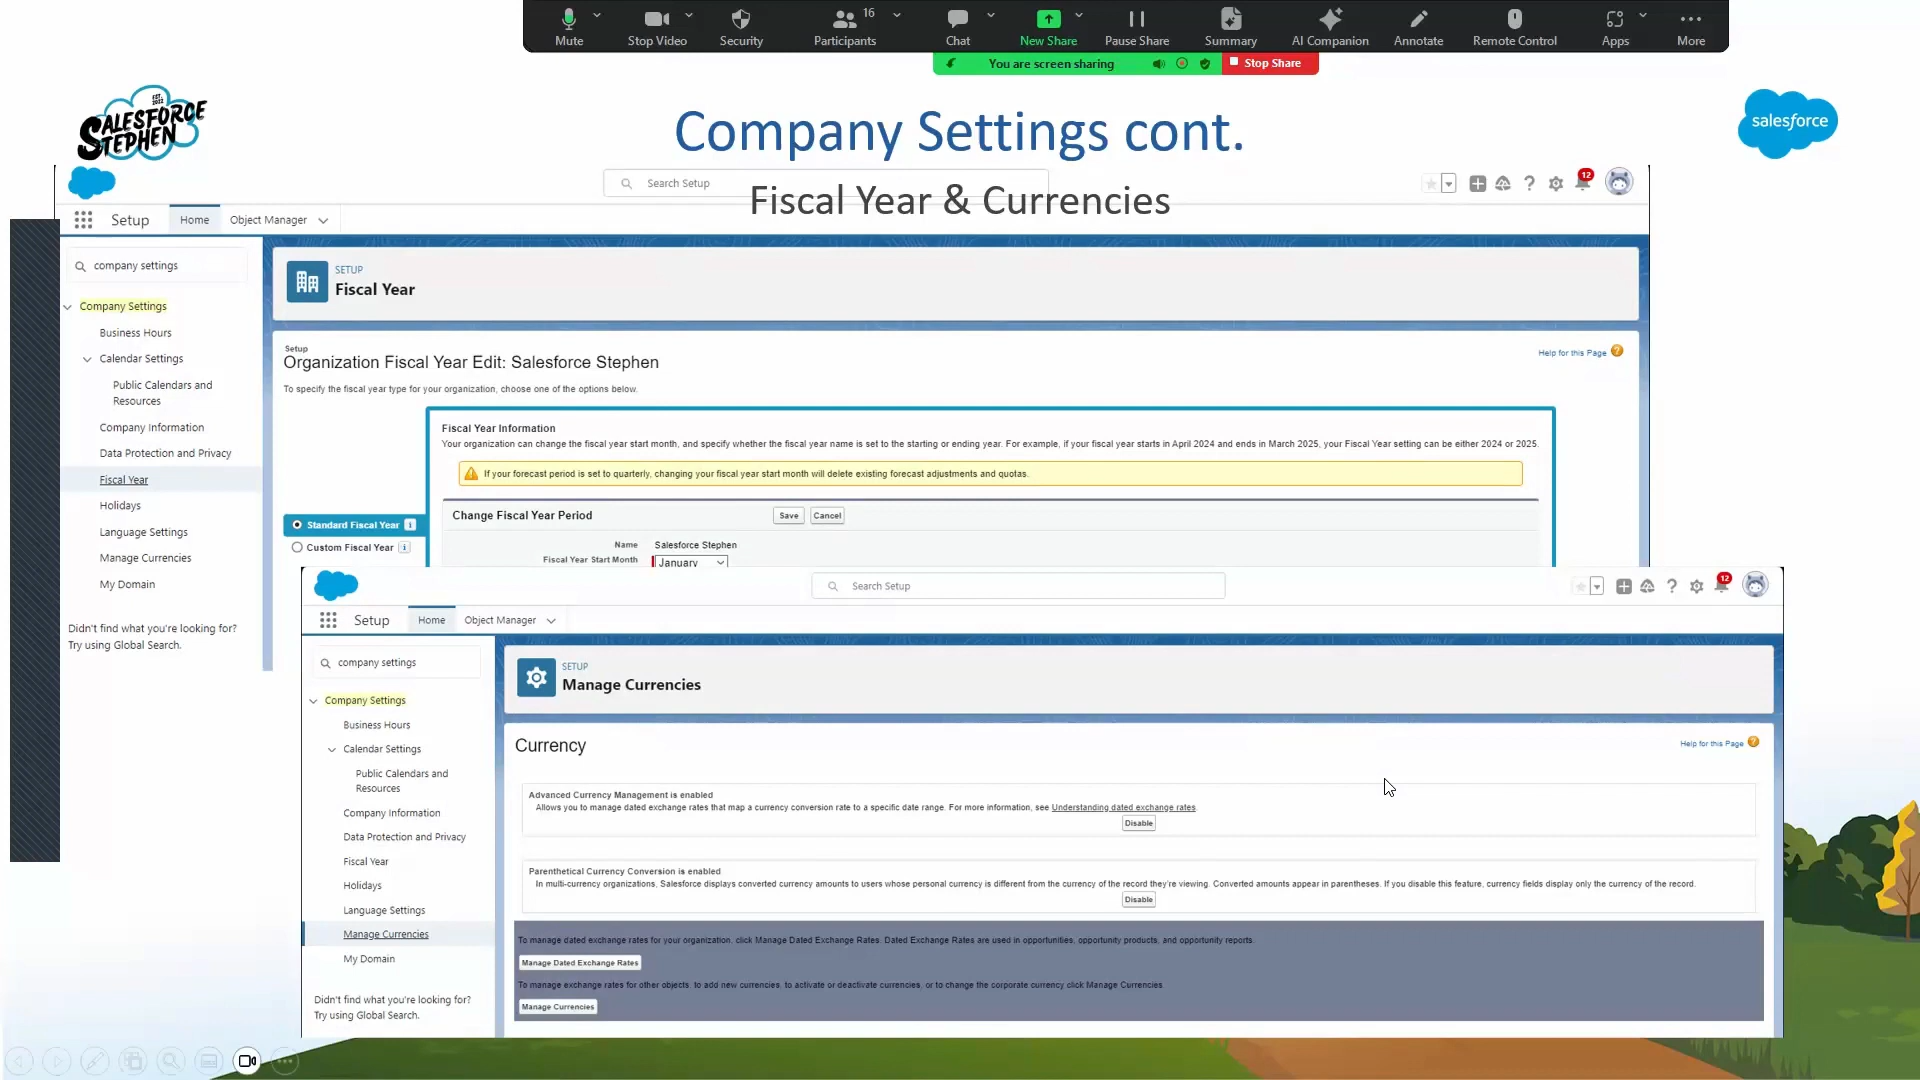 16
Mute
Stop Video
Security
Participants
Chat
New Share
Pause Share
Summary
AI Companion
Annotate
Remote Control
Apps
More
You are screen sharing
Stop Share
EST. 2022
SALESFORCE
STEPHEN
Company Settings cont.
salesforce
Search Setup
Fiscal Year & Currencies
12
Setup
Home
Object Manager
company settings
Company Settings
Business Hours
Calendar Settings
Public Calendars and
Resources
Company Information
Data Protection and Privacy
Fiscal Year
Holidays
Language Settings
Manage Currencies
My Domain
Didn't find what you're looking for?
Try using Global Search.
SETUP
Fiscal Year
Setup
Organization Fiscal Year Edit: Salesforce Stephen
Help for this Page
To specify the fiscal year type for your organization, choose one of the options below.
Fiscal Year Information
Your organization can change the fiscal year start month, and specify whether the fiscal year name is set to the starting or ending year. For example, if your fiscal year starts in April 2024 and ends in March 2025, your Fiscal Year setting can be either 2024 or 2025.
If your forecast period is set to quarterly, changing your fiscal year start month will delete existing forecast adjustments and quotas.
Change Fiscal Year Period
Save
Cancel
Standard Fiscal Year
Custom Fiscal Year
Name Salesforce Stephen
Fiscal Year Start Month January
Search Setup
12
Setup
Home
Object Manager
company settings
Company Settings
Business Hours
Calendar Settings
Public Calendars and
Resources
Company Information
Data Protection and Privacy
Fiscal Year
Holidays
Language Settings
Manage Currencies
My Domain
Didn't find what you're looking for?
Try using Global Search.
SETUP
Manage Currencies
Currency
Help for this Page
Advanced Currency Management is enabled
Allows you to manage dated exchange rates that map a currency conversion rate to a specific date range. For more information, see Understanding dated exchange rates.
Disable
Parenthetical Currency Conversion is enabled
In multi-currency organizations, Salesforce displays converted currency amounts to users whose personal currency is different from the currency of the record they're viewing. Converted amounts appear in parentheses. If you disable this feature, currency fields display only the currency of the record.
Disable
To manage dated exchange rates for your organization, click Manage Dated Exchange Rates. Dated Exchange Rates are used in opportunities, opportunity products, and opportunity reports.
Manage Dated Exchange Rates
To manage exchange rates for other objects, to add new currencies, to activate or deactivate currencies, or to change the corporate currency click Manage Currencies
Manage Currencies